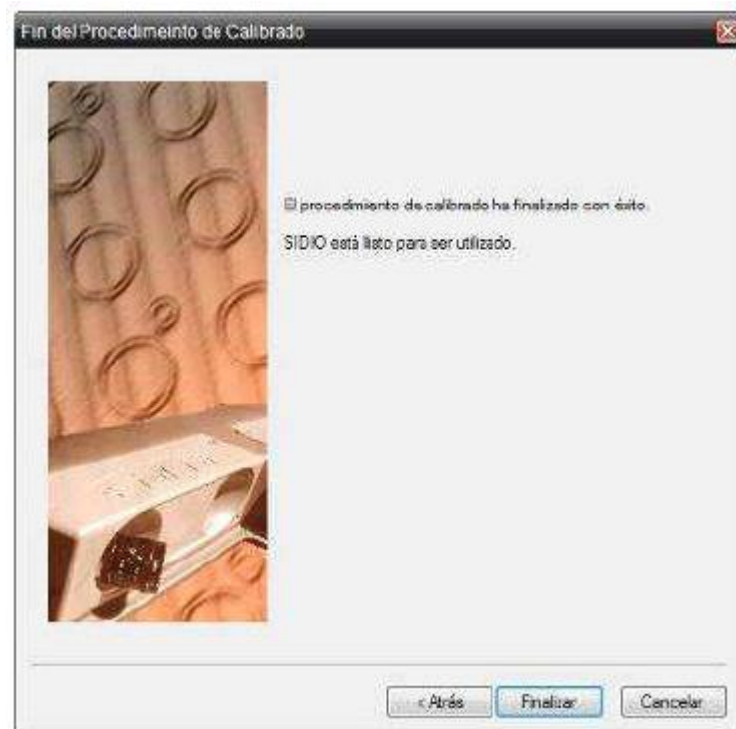 Fin del Procedimeinto de Calibrado
El procedimiento de calibrado ha finalizado con éxito.
SIDIO está listo para ser utilizado.
< Atrás
Finalizar
Cancelar